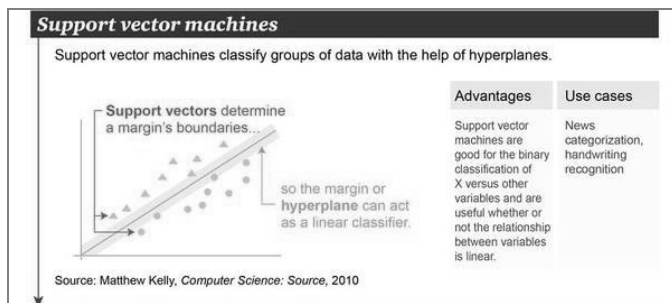 Support vector machines
Support vector machines classify groups of data with the help of hyperplanes.
Support vectors determine
a margin's boundaries...
so the margin or
hyperplane can act
as a linear classifier.
Advantages
Support vector
machines are
good for the binary
classification of
X versus other
variables and are
useful whether or
not the relationship
between variables
is linear.
Use cases
News
categorization,
handwriting
recognition
Source: Matthew Kelly, Computer Science: Source, 2010